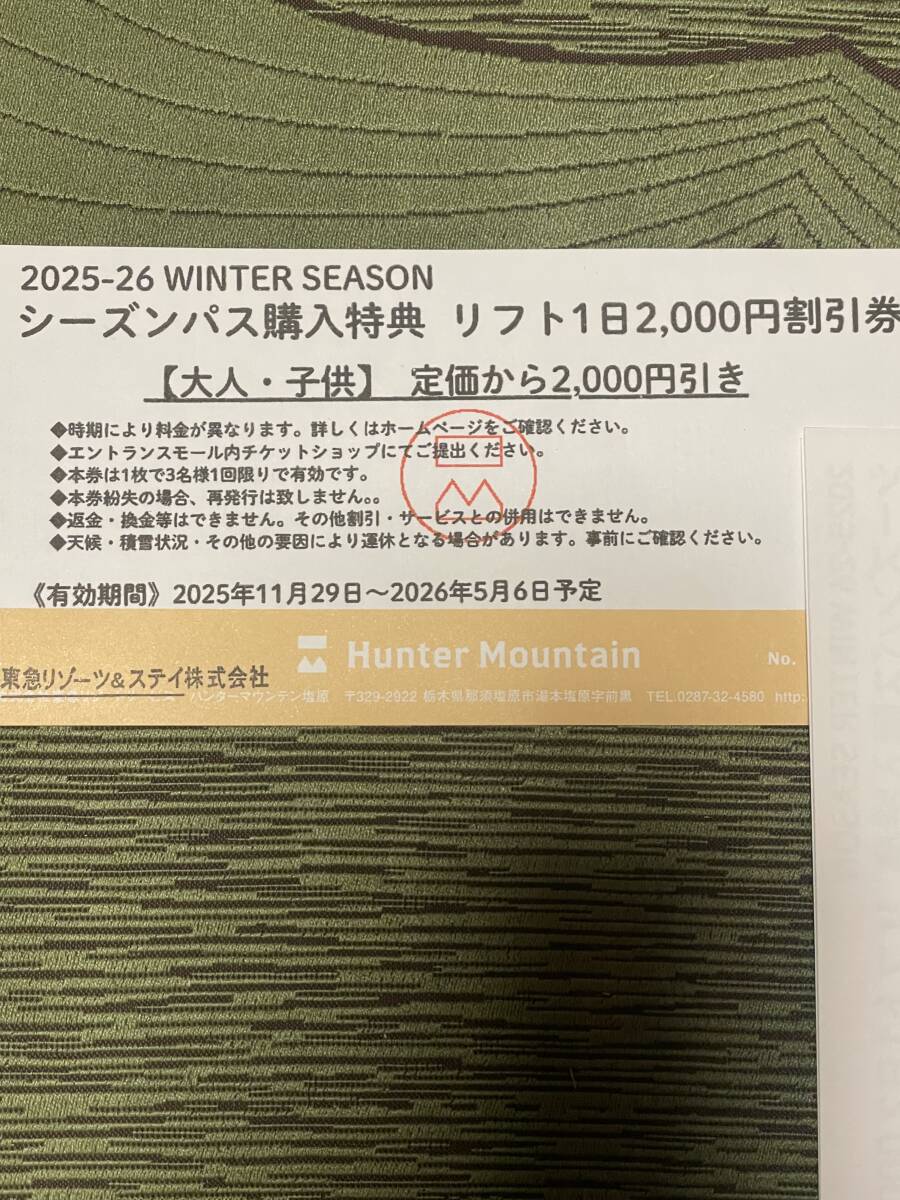 2025-26 WINTER SEASON
シーズンパス購入特典 リフト1日2,000円割引券
【大人・子供】 定価から2,000円引き
◆時期により料金が異なります。詳しくはホームページをご確認ください。
◆エントランスモール内チケットショップにてご提出ください。
◆本券は1枚で3名様1回限りで有効です。
◆本券紛失の場合、再発行は致しません。。
◆返金・換金等はできません。その他割引・サービスとの併用はできません。
◆天候・積雪状況・その他の要因により運休となる場合があります。事前にご確認ください。
《有効期間》2025年11月29日～2026年5月6日予定
Hunter Mountain
No.
東急リゾーツ&ステイ株式会社
ハンターマウンテン塩原 〒329-2922 栃木県那須塩原市湯本塩原字前黒 TEL.0287-32-4580 http: